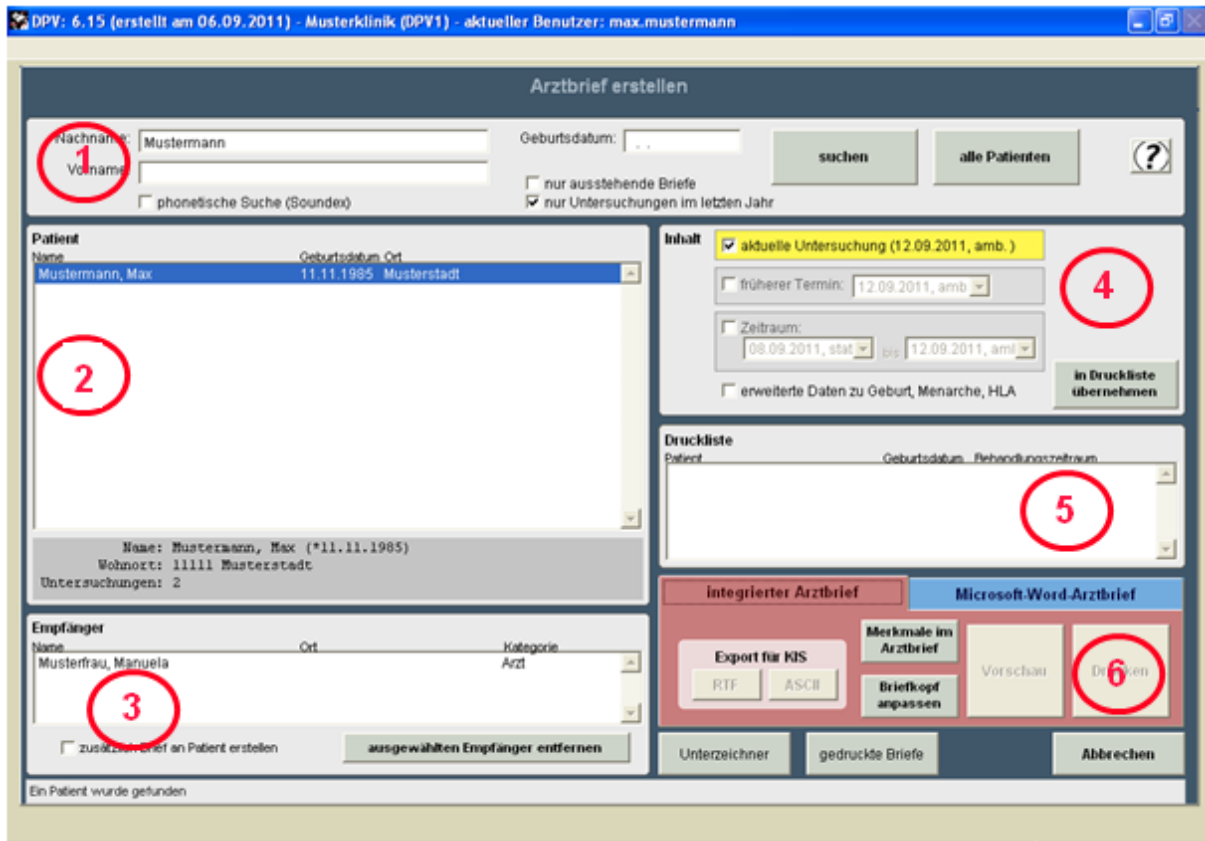 DPV: 6.15 (erstellt am 06.09.2011) - Musterklinik (DPV1) - aktueller Benutzer: max.mustermann
Arztbrief erstellen
Nachname: Mustermann
Vorname
1
phonetische Suche (Soundex)
Geburtsdatum: . .
nur ausstehende Briefe
nur Untersuchungen im letzten Jahr
suchen
alle Patienten
(?)
Patient
Name Geburtsdatum Ort
Mustermann, Max 11.11.1985 Musterstadt
2
Name: Mustermann, Max (*11.11.1985)
Wohnort: 11111 Musterstadt
Untersuchungen: 2
Empfänger
Name Ort Kategorie
Musterfrau, Manuela Arzt
3
zusätzlich Brief an Patient erstellen
ausgewählten Empfänger entfernen
Inhalt
aktuelle Untersuchung (12.09.2011, amb. )
früherer Termin: 12.09.2011, amb
Zeitraum:
08.09.2011, stat bis 12.09.2011, aml
erweiterte Daten zu Geburt, Menarche, HLA
4
in Druckliste
übernehmen
Druckliste
Patient Geburtsdatum Behandlungszeitraum
5
integrierter Arztbrief
Microsoft-Word-Arztbrief
Export für KIS
RTF ASCII
Merkmale im
Arztbrief
Briefkopf
anpassen
Vorschau
Drucken
6
Unterzeichner
gedruckte Briefe
Abbrechen
Ein Patient wurde gefunden